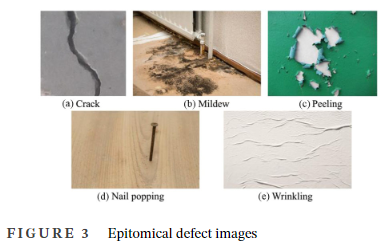 (a) Crack
(b) Mildew
(c) Peeling
(d) Nail popping
(e) Wrinkling
FIGURE 3 Epitomical defect images